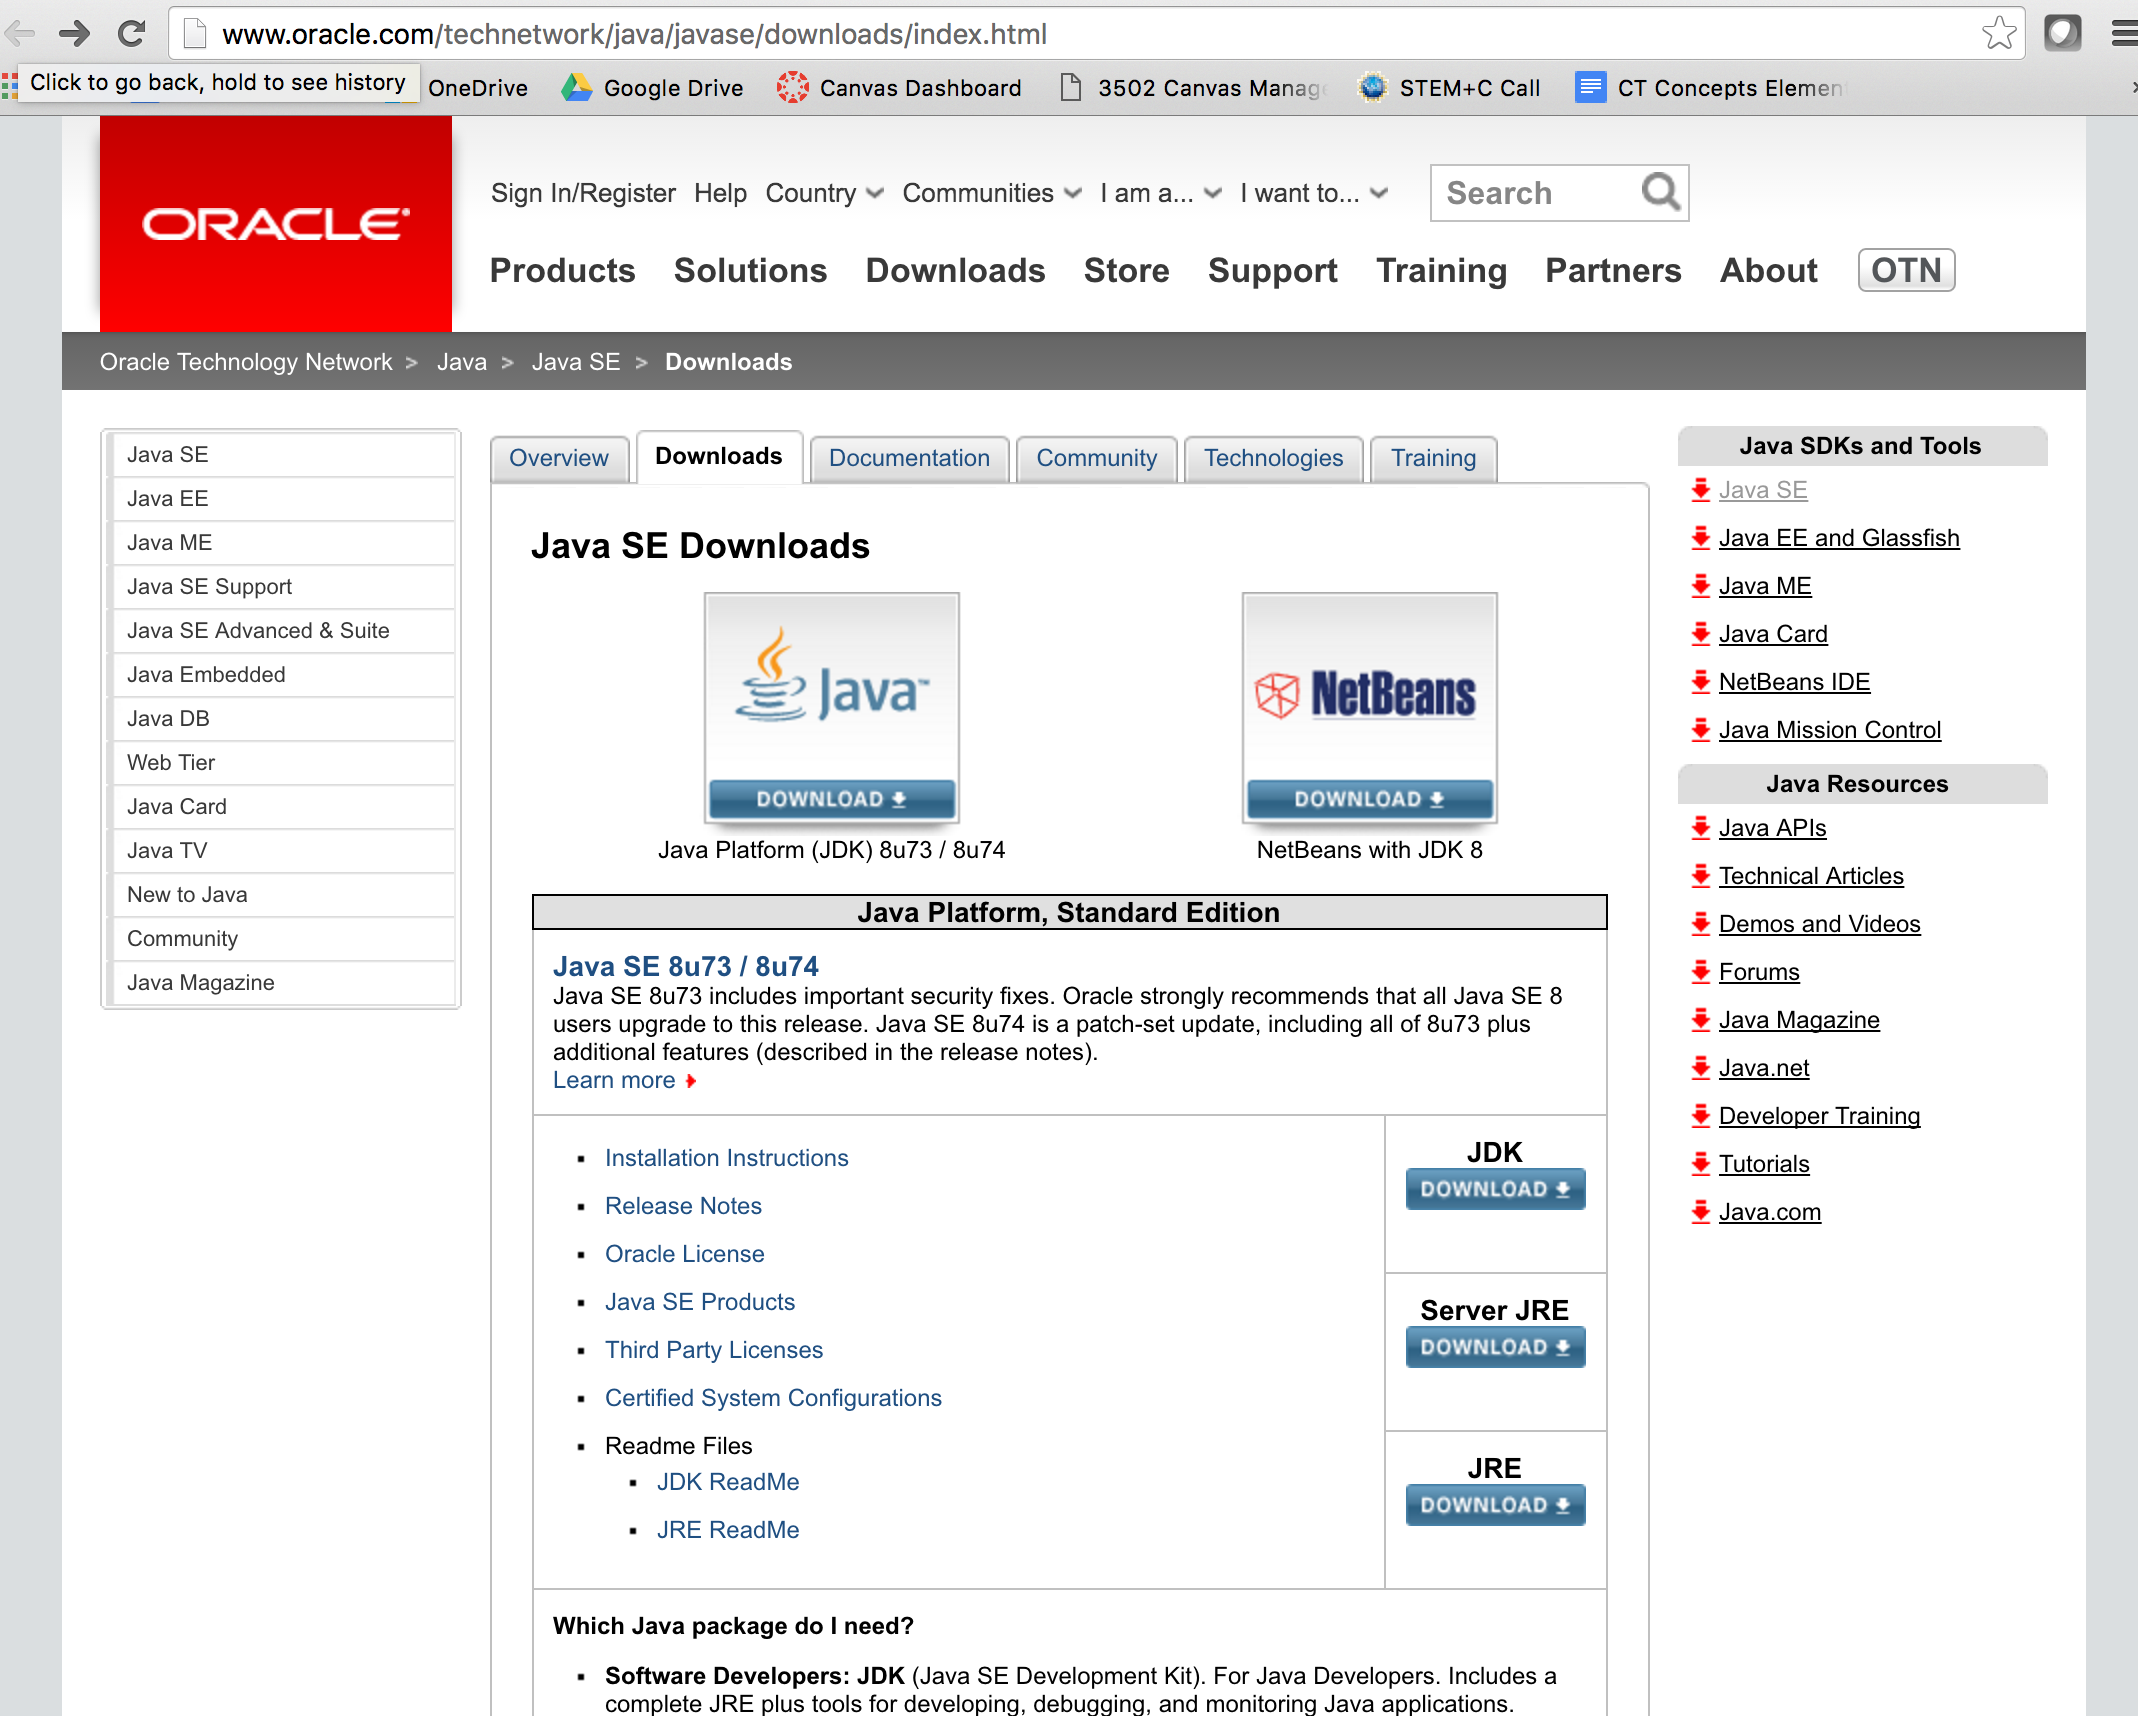 www.oracle.com/technetwork/java/javase/downloads/index.html
Click to go back, hold to see history
OneDrive Google Drive Canvas Dashboard 3502 Canvas Manag STEM+C Call CT Concepts Elemen
ORACLE
Sign In/Register Help Country Communities I am a... I want to... Search
Products Solutions Downloads Store Support Training Partners About OTN
Oracle Technology Network > Java > Java SE > Downloads
Java SE
Java EE
Java ME
Java SE Support
Java SE Advanced & Suite
Java Embedded
Java DB
Web Tier
Java Card
Java TV
New to Java
Community
Java Magazine
Overview Downloads Documentation Community Technologies Training
Java SE Downloads
Java™
DOWNLOAD
Java Platform (JDK) 8u73 / 8u74
NetBeans
DOWNLOAD
NetBeans with JDK 8
Java Platform, Standard Edition
Java SE 8u73 / 8u74
Java SE 8u73 includes important security fixes. Oracle strongly recommends that all Java SE 8
users upgrade to this release. Java SE 8u74 is a patch-set update, including all of 8u73 plus
additional features (described in the release notes).
Learn more
Installation Instructions
Release Notes
Oracle License
Java SE Products
Third Party Licenses
Certified System Configurations
Readme Files
JDK ReadMe
JRE ReadMe
JDK
DOWNLOAD
Server JRE
DOWNLOAD
JRE
DOWNLOAD
Which Java package do I need?
Software Developers: JDK (Java SE Development Kit). For Java Developers. Includes a
complete JRE plus tools for developing, debugging, and monitoring Java applications.
Java SDKs and Tools
Java SE
Java EE and Glassfish
Java ME
Java Card
NetBeans IDE
Java Mission Control
Java Resources
Java APIs
Technical Articles
Demos and Videos
Forums
Java Magazine
Java.net
Developer Training
Tutorials
Java.com